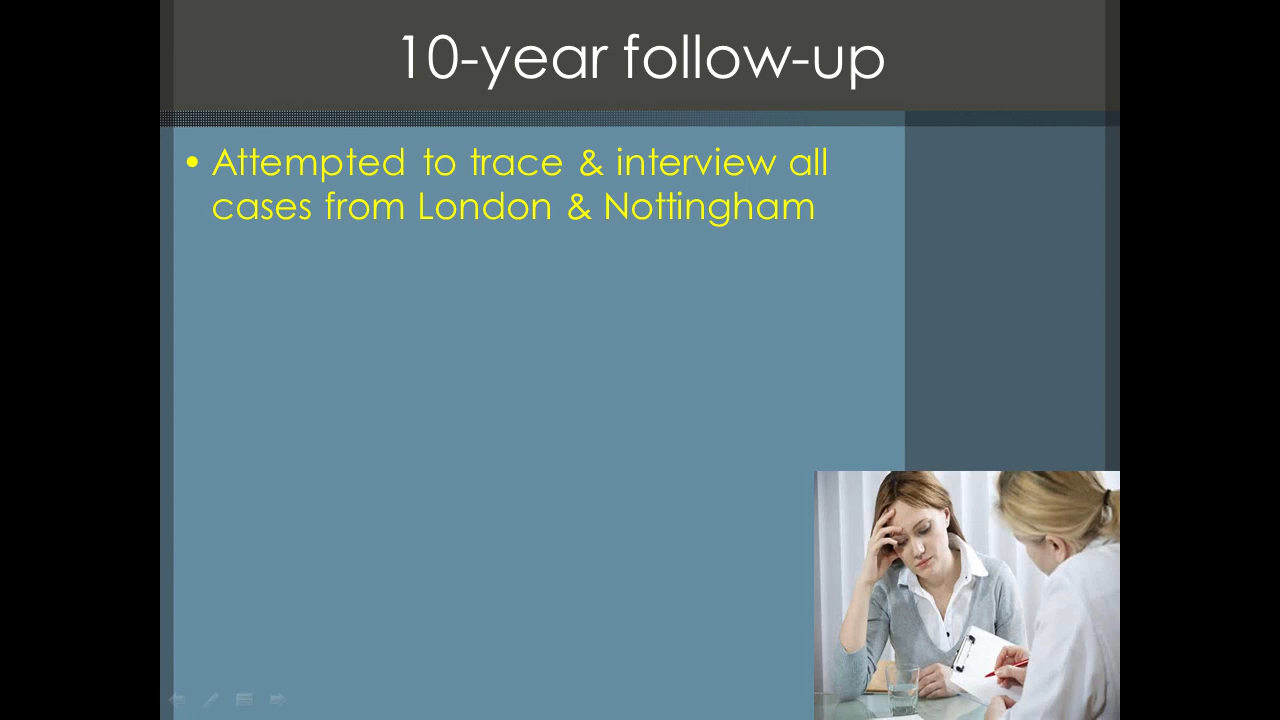 10-year follow-up
• Attempted to trace & interview all
cases from London & Nottingham